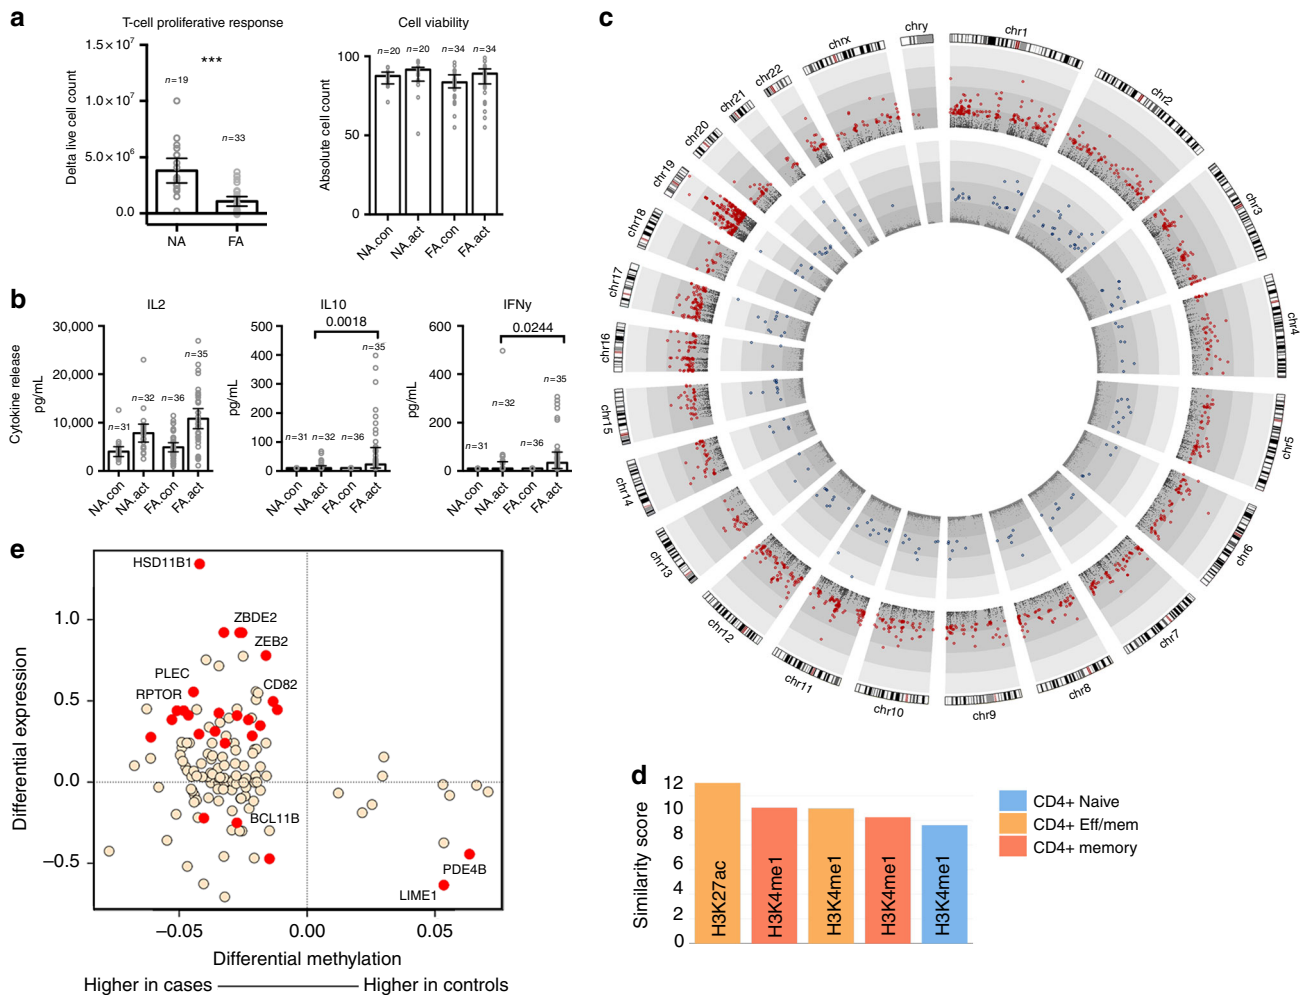 a
T-cell proliferative response
Delta live cell count
1.5×10⁷
1.0×10⁷
5.0×10⁶
0.0
***
n=19
n=33
NA
FA
Cell viability
Absolute cell count
100
50
0
n=20
n=20
n=34
n=34
NA.con
NA.act
FA.con
FA.act
b
IL2
Cytokine release
pg/mL
30,000
20,000
10,000
0
n=31
n=32
n=36
n=35
NA.con
NA.act
FA.con
FA.act
IL10
0.0018
pg/mL
500
400
300
200
100
0
n=31
n=32
n=36
n=35
NA.con
NA.act
FA.con
FA.act
IFNγ
0.0244
pg/mL
600
400
200
0
n=31
n=32
n=36
n=35
NA.con
NA.act
FA.con
FA.act
c
chr1
chr2
chr3
chr4
chr5
chr6
chr7
chr8
chr9
chr10
chr11
chr12
chr13
chr14
chr15
chr16
chr17
chr18
chr19
chr20
chr21
chr22
chrx
chry
d
Similarity score
12
10
8
6
4
2
0
H3K27ac
H3K4me1
H3K4me1
H3K4me1
H3K4me1
CD4+ Naive
CD4+ Eff/mem
CD4+ memory
e
Differential expression
1.0
0.5
0.0
−0.5
HSD11B1
ZBDE2
ZEB2
PLEC
RPTOR
CD82
BCL11B
PDE4B
LIME1
−0.05
0.00
0.05
Differential methylation
Higher in cases
Higher in controls